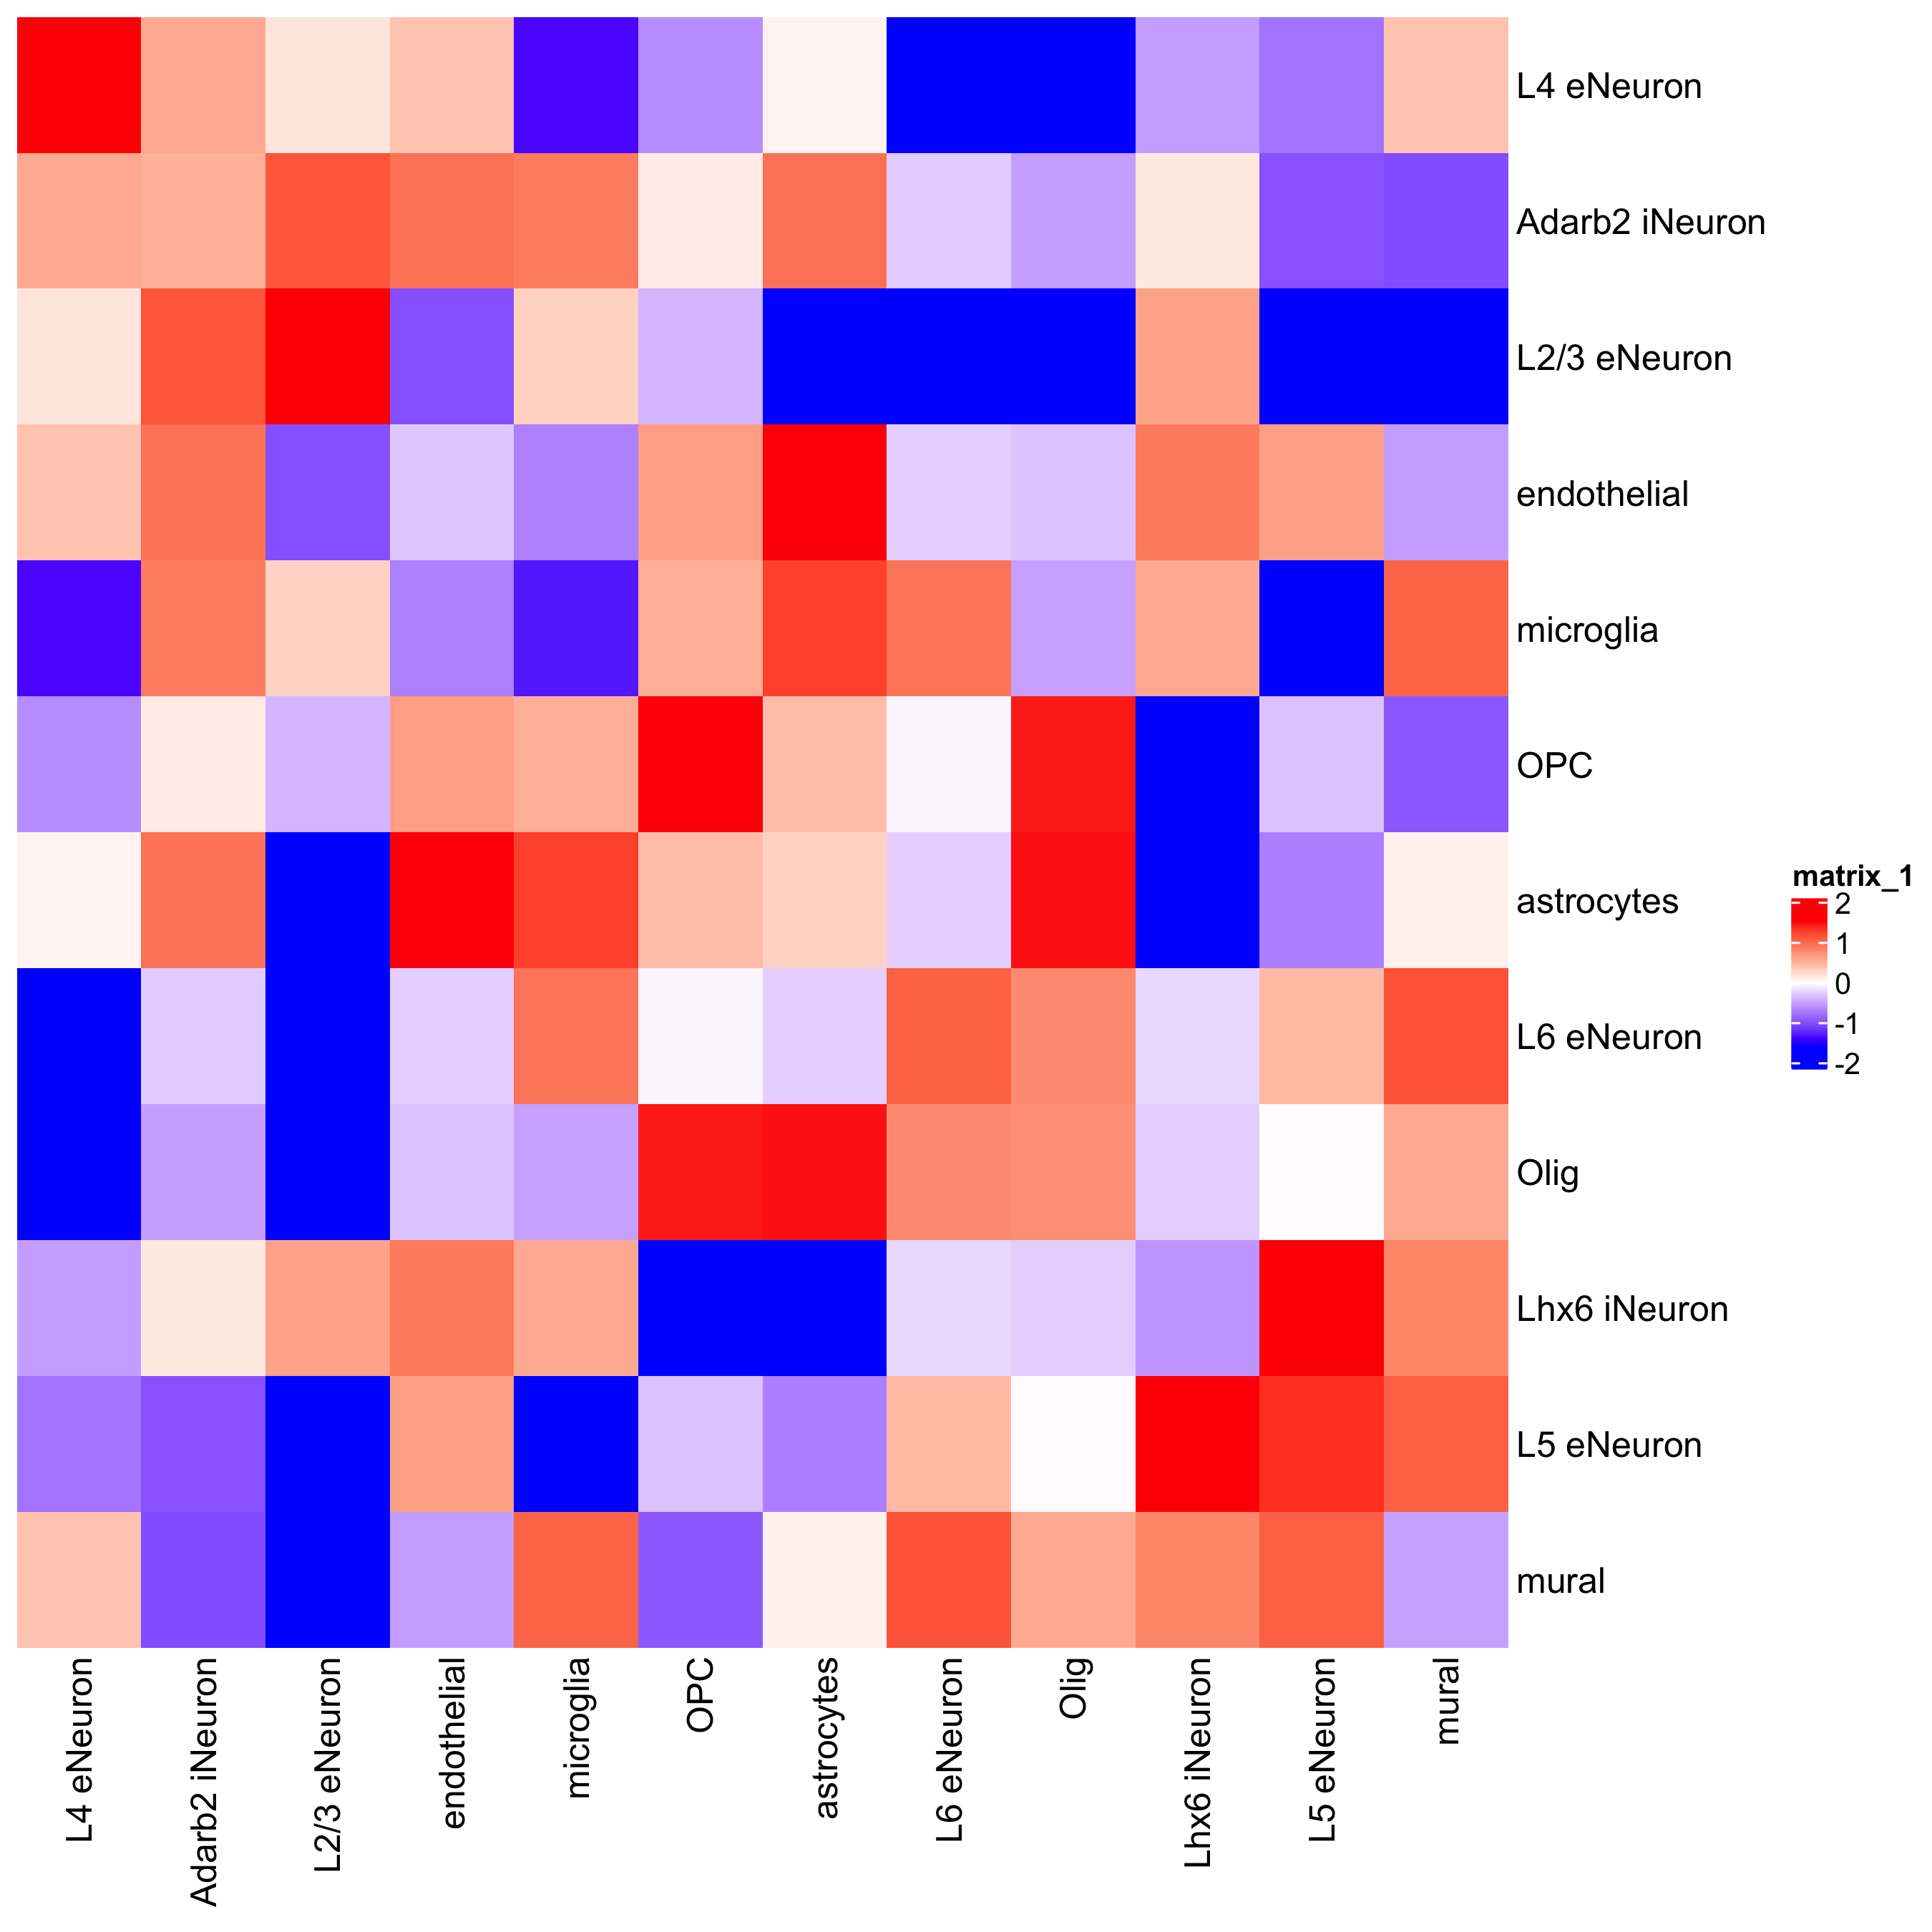 L4 eNeuron
Adarb2 iNeuron
L2/3 eNeuron
endothelial
microglia
OPC
astrocytes
L6 eNeuron
Olig
Lhx6 iNeuron
L5 eNeuron
mural
matrix_1
2
1
0
-1
-2
L4 eNeuron
Adarb2 iNeuron
L2/3 eNeuron
endothelial
microglia
OPC
astrocytes
L6 eNeuron
Olig
Lhx6 iNeuron
L5 eNeuron
mural